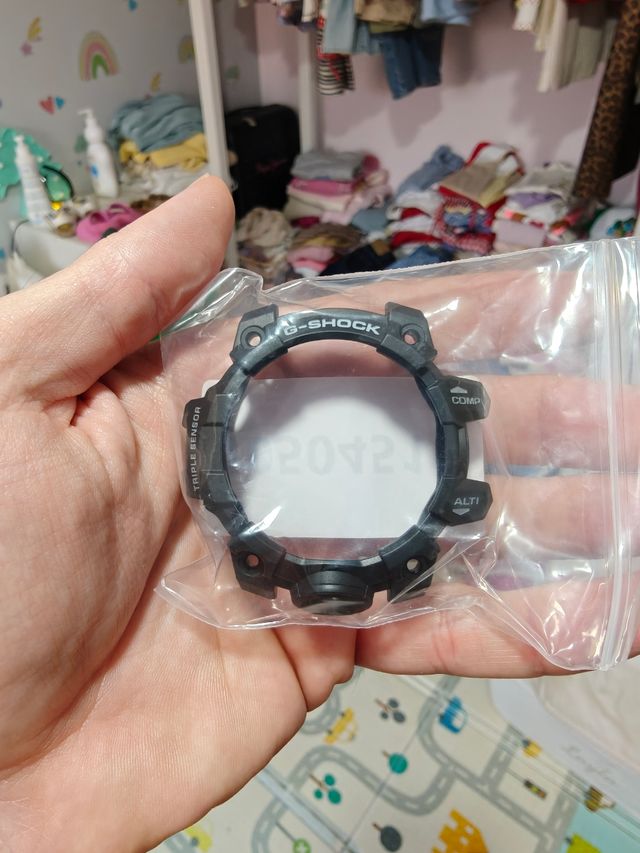 G-SHOCK
TRIPLE SENSOR
COMP
ALTI